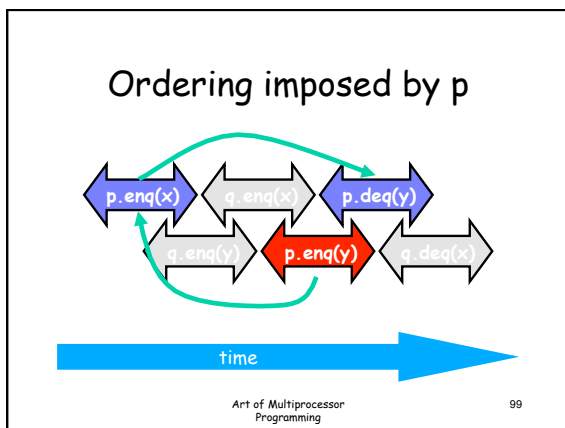 Ordering imposed by p
p.enq(x) q.enq(x) p.deq(y)
q.enq(y) p.enq(y) q.deq(x)
time
Art of Multiprocessor
Programming
99